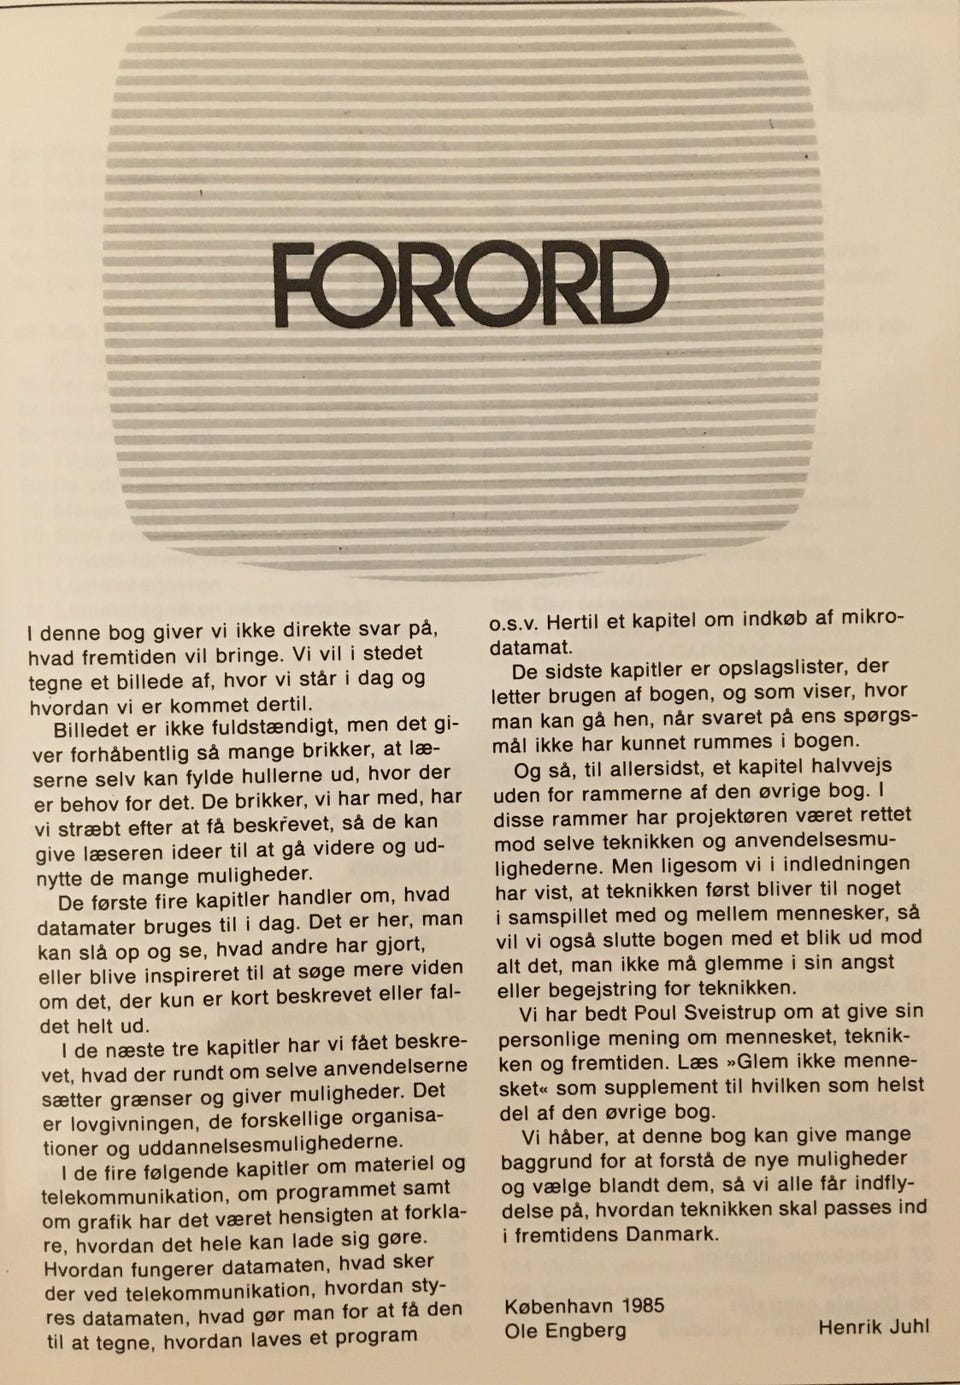 FORORD
I denne bog giver vi ikke direkte svar på,
hvad fremtiden vil bringe. Vi vil i stedet
tegne et billede af, hvor vi står i dag og
hvordan vi er kommet dertil.
Billedet er ikke fuldstændigt, men det gi-
ver forhåbentlig så mange brikker, at læ-
serne selv kan fylde hullerne ud, hvor der
er behov for det. De brikker, vi har med, har
vi stræbt efter at få beskrevet, så de kan
give læseren ideer til at gå videre og ud-
nytte de mange muligheder.
De første fire kapitler handler om, hvad
datamater bruges til i dag. Det er her, man
kan slå op og se, hvad andre har gjort,
eller blive inspireret til at søge mere viden
om det, der kun er kort beskrevet eller fal-
det helt ud.
I de næste tre kapitler har vi fået beskre-
vet, hvad der rundt om selve anvendelserne
sætter grænser og giver muligheder. Det
er lovgivningen, de forskellige organisa-
tioner og uddannelsesmulighederne.
I de fire følgende kapitler om materiel og
telekommunikation, om programmet samt
om grafik har det været hensigten at forkla-
re, hvordan det hele kan lade sig gøre.
Hvordan fungerer datamaten, hvad sker
der ved telekommunikation, hvordan sty-
res datamaten, hvad gør man for at få den
til at tegne, hvordan laves et program
o.s.v. Hertil et kapitel om indkøb af mikro-
datamat.
De sidste kapitler er opslagslister, der
letter brugen af bogen, og som viser, hvor
man kan gå hen, når svaret på ens spørgs-
mål ikke har kunnet rummes i bogen.
Og så, til allersidst, et kapitel halvvejs
uden for rammerne af den øvrige bog. I
disse rammer har projektøren været rettet
mod selve teknikken og anvendelsesmu-
lighederne. Men ligesom vi i indledningen
har vist, at teknikken først bliver til noget
i samspillet med og mellem mennesker, så
vil vi også slutte bogen med et blik ud mod
alt det, man ikke må glemme i sin angst
eller begejstring for teknikken.
Vi har bedt Poul Sveistrup om at give sin
personlige mening om mennesket, teknik-
ken og fremtiden. Læs »Glem ikke menne-
sket« som supplement til hvilken som helst
del af den øvrige bog.
Vi håber, at denne bog kan give mange
baggrund for at forstå de nye muligheder
og vælge blandt dem, så vi alle får indfly-
delse på, hvordan teknikken skal passes ind
i fremtidens Danmark.
København 1985
Ole Engberg Henrik Juhl